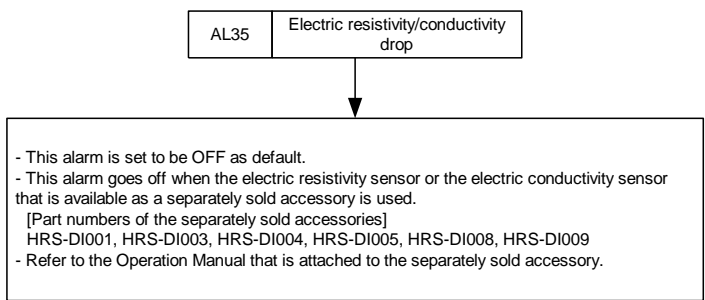 AL35
Electric resistivity/conductivity
drop
- This alarm is set to be OFF as default.
- This alarm goes off when the electric resistivity sensor or the electric conductivity sensor
that is available as a separately sold accessory is used.
[Part numbers of the separately sold accessories]
HRS-DI001, HRS-DI003, HRS-DI004, HRS-DI005, HRS-DI008, HRS-DI009
- Refer to the Operation Manual that is attached to the separately sold accessory.